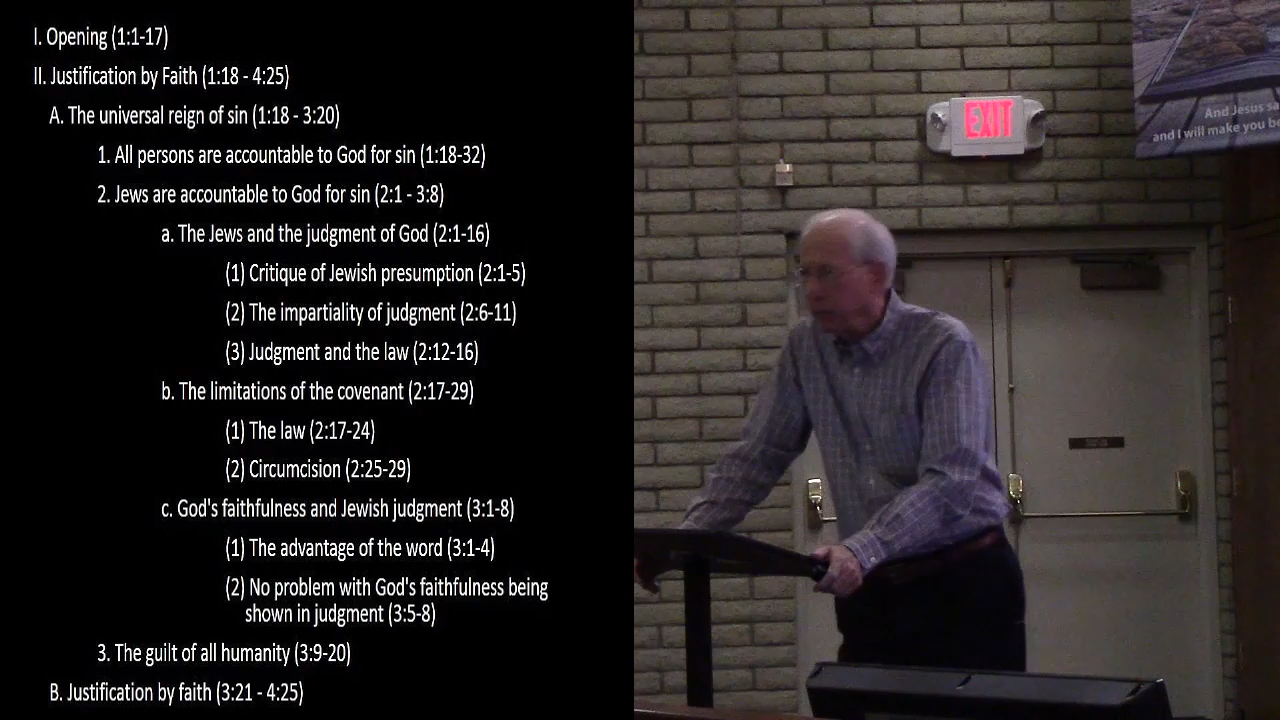 I. Opening (1:1-17)
II. Justification by Faith (1:18 - 4:25)
A. The universal reign of sin (1:18 - 3:20)
1. All persons are accountable to God for sin (1:18-32)
2. Jews are accountable to God for sin (2:1 - 3:8)
a. The Jews and the judgment of God (2:1-16)
(1) Critique of Jewish presumption (2:1-5)
(2) The impartiality of judgment (2:6-11)
(3) Judgment and the law (2:12-16)
b. The limitations of the covenant (2:17-29)
(1) The law (2:17-24)
(2) Circumcision (2:25-29)
c. God's faithfulness and Jewish judgment (3:1-8)
(1) The advantage of the word (3:1-4)
(2) No problem with God's faithfulness being
shown in judgment (3:5-8)
3. The guilt of all humanity (3:9-20)
B. Justification by faith (3:21 - 4:25)
EXIT
And Jesus sa
and I will make you be